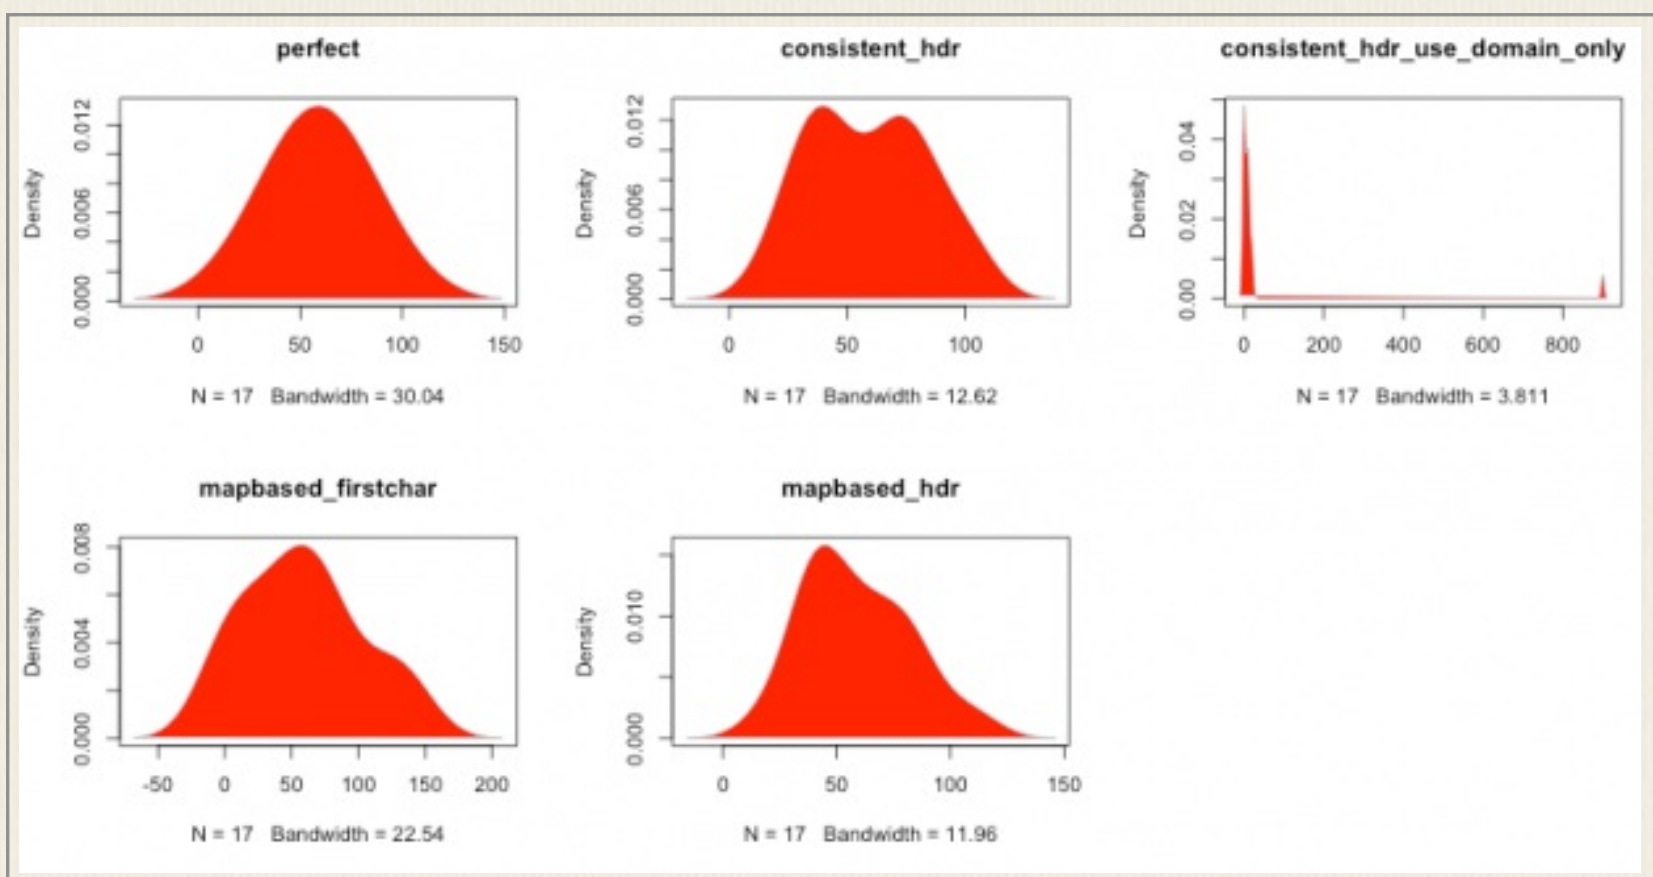 perfect
Density
0.000 0.006 0.012
0 50 100 150
N = 17 Bandwidth = 30.04
consistent_hdr
Density
0.000 0.006 0.012
0 50 100
N = 17 Bandwidth = 12.62
consistent_hdr_use_domain_only
Density
0.00 0.02 0.04
0 200 400 600 800
N = 17 Bandwidth = 3.811
mapbased_firstchar
Density
0.000 0.004 0.008
-50 0 50 100 150 200
N = 17 Bandwidth = 22.54
mapbased_hdr
Density
0.000 0.010
0 50 100 150
N = 17 Bandwidth = 11.96